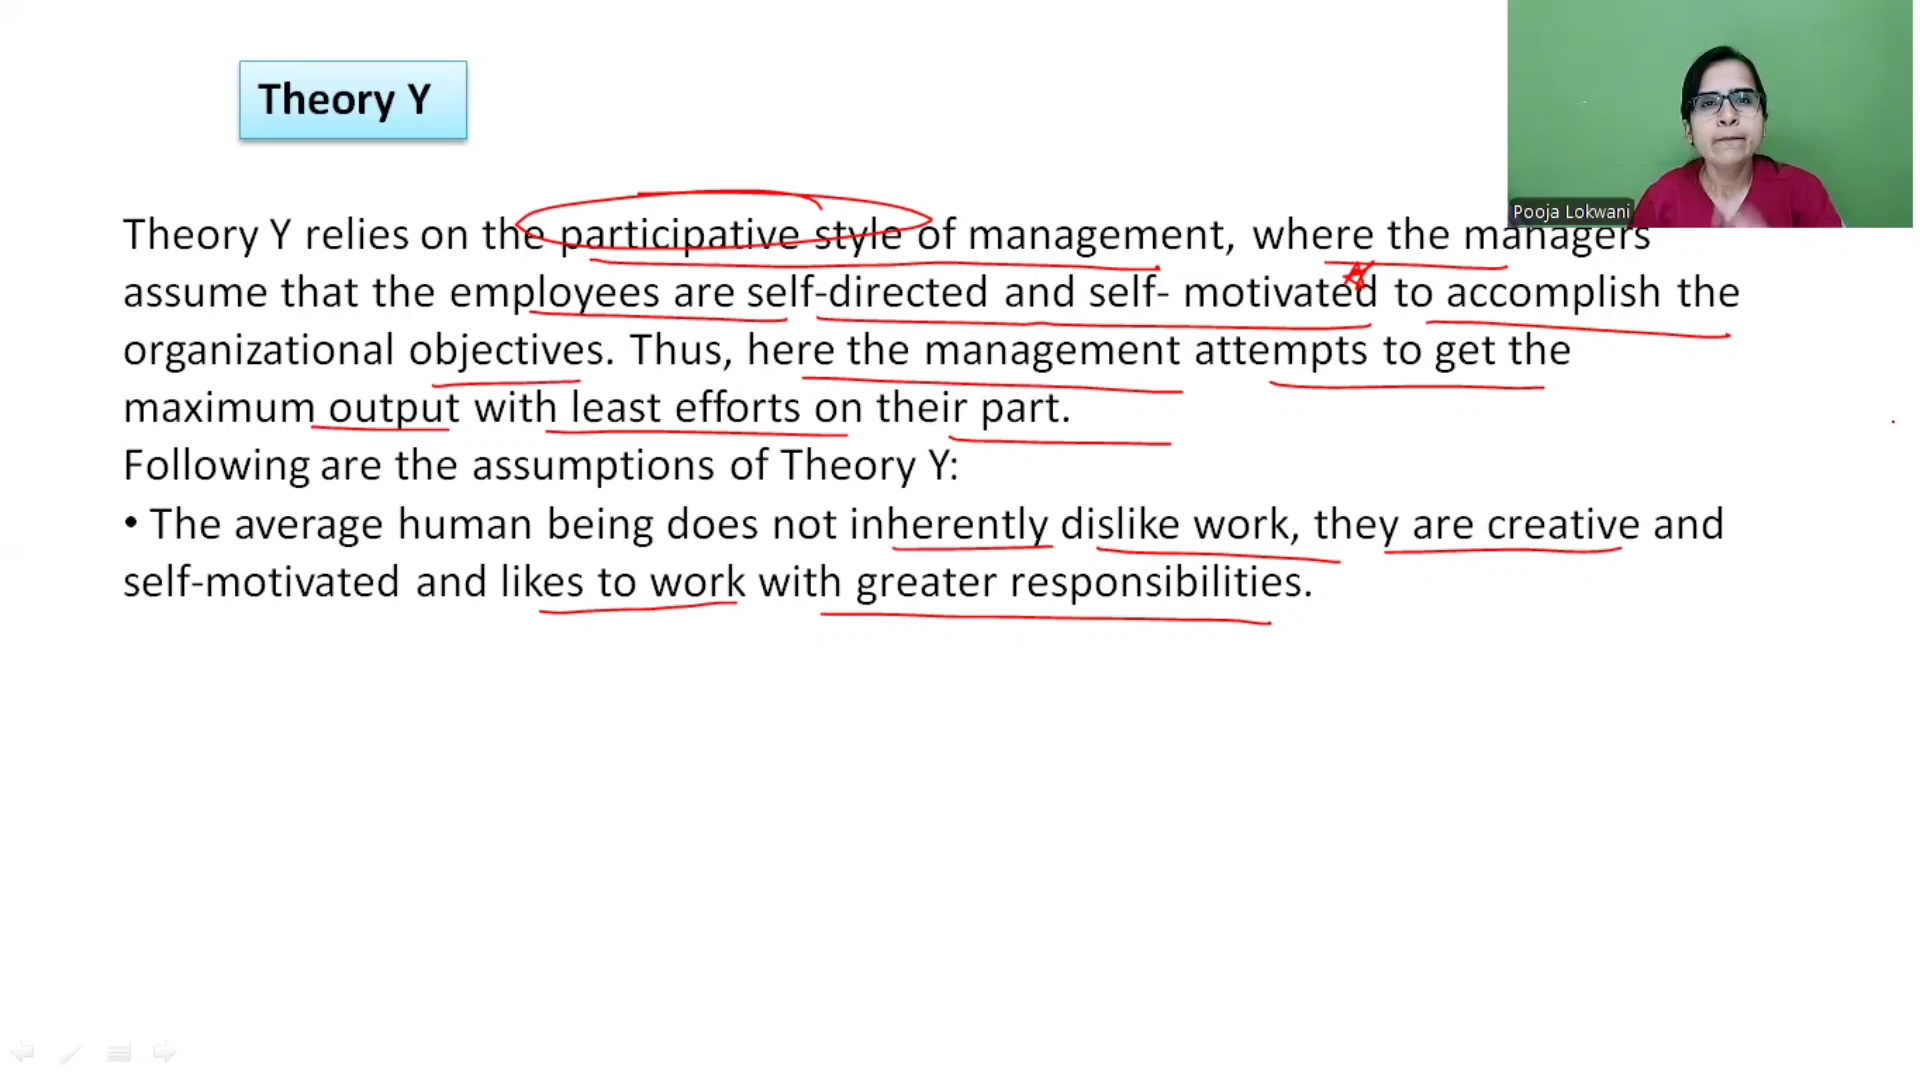 Theory Y
Pooja Lokwani
Theory Y relies on the participative style of management, where the managers
assume that the employees are self-directed and self- motivated to accomplish the
organizational objectives. Thus, here the management attempts to get the
maximum output with least efforts on their part.
Following are the assumptions of Theory Y:
• The average human being does not inherently dislike work, they are creative and
self-motivated and likes to work with greater responsibilities.